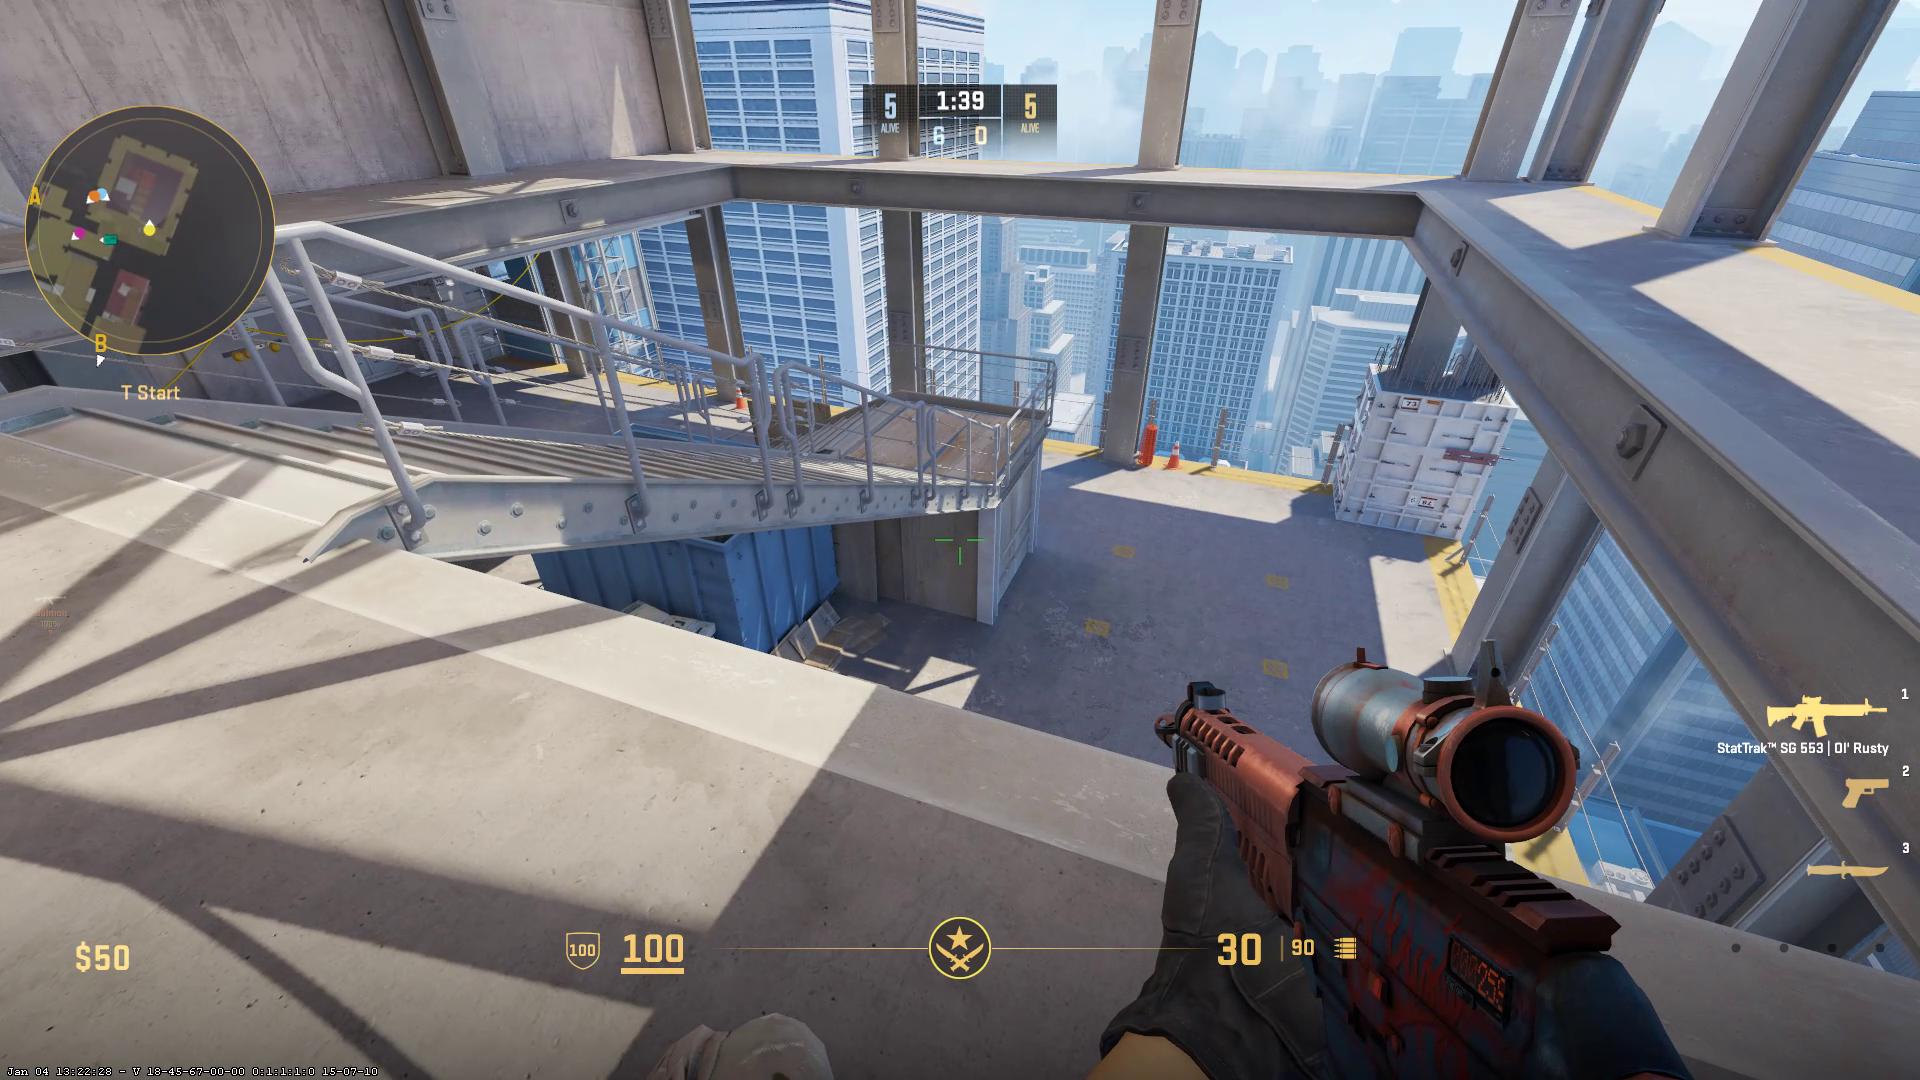 5 1:39 5
ALIVE 6 0 ALIVE
A
B
T Start
1
StatTrak™ SG 553 | Ol' Rusty
2
3
$50
100 100
30 90
Jan 04 13:22:28 - V 18-45-67-00-00 0:1:1:1:0 15-07-10